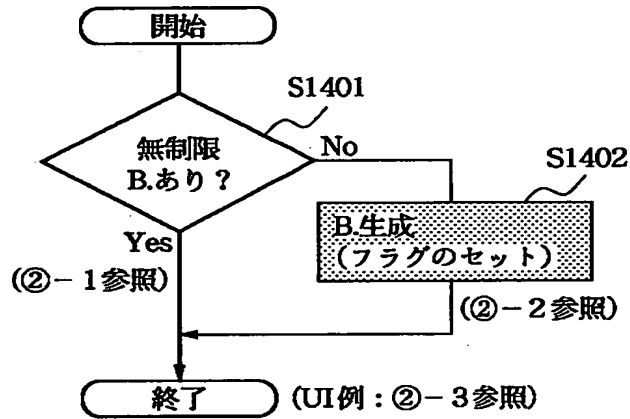 開始
S1401
無制限
B.あり?
No
S1402
B.生成
(フラグのセット)
Yes
(②－1参照)
(②－2参照)
終了
(UI例：②－3参照)